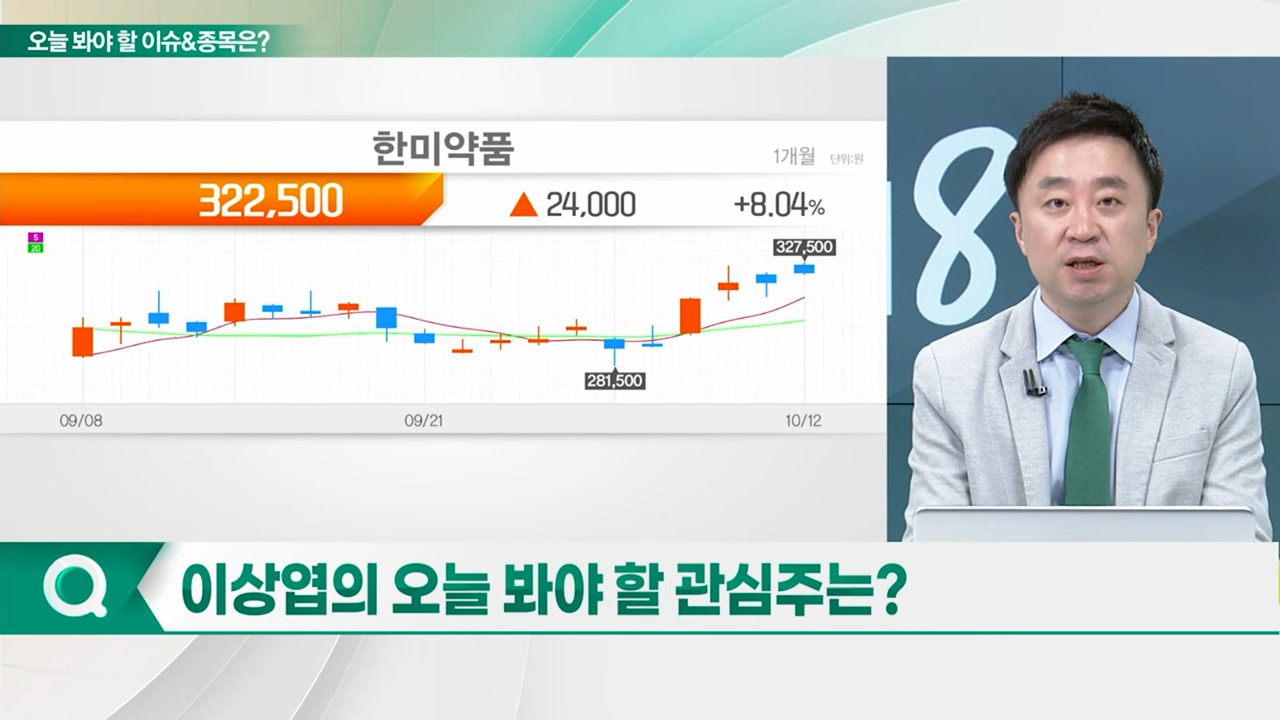 오늘 봐야 할 이슈&종목은?
한미약품
1개월 단위:원
322,500 ▲ 24,000 +8.04%
5
20
327,500
281,500
09/08 09/21 10/12
8
이상엽의 오늘 봐야 할 관심주는?